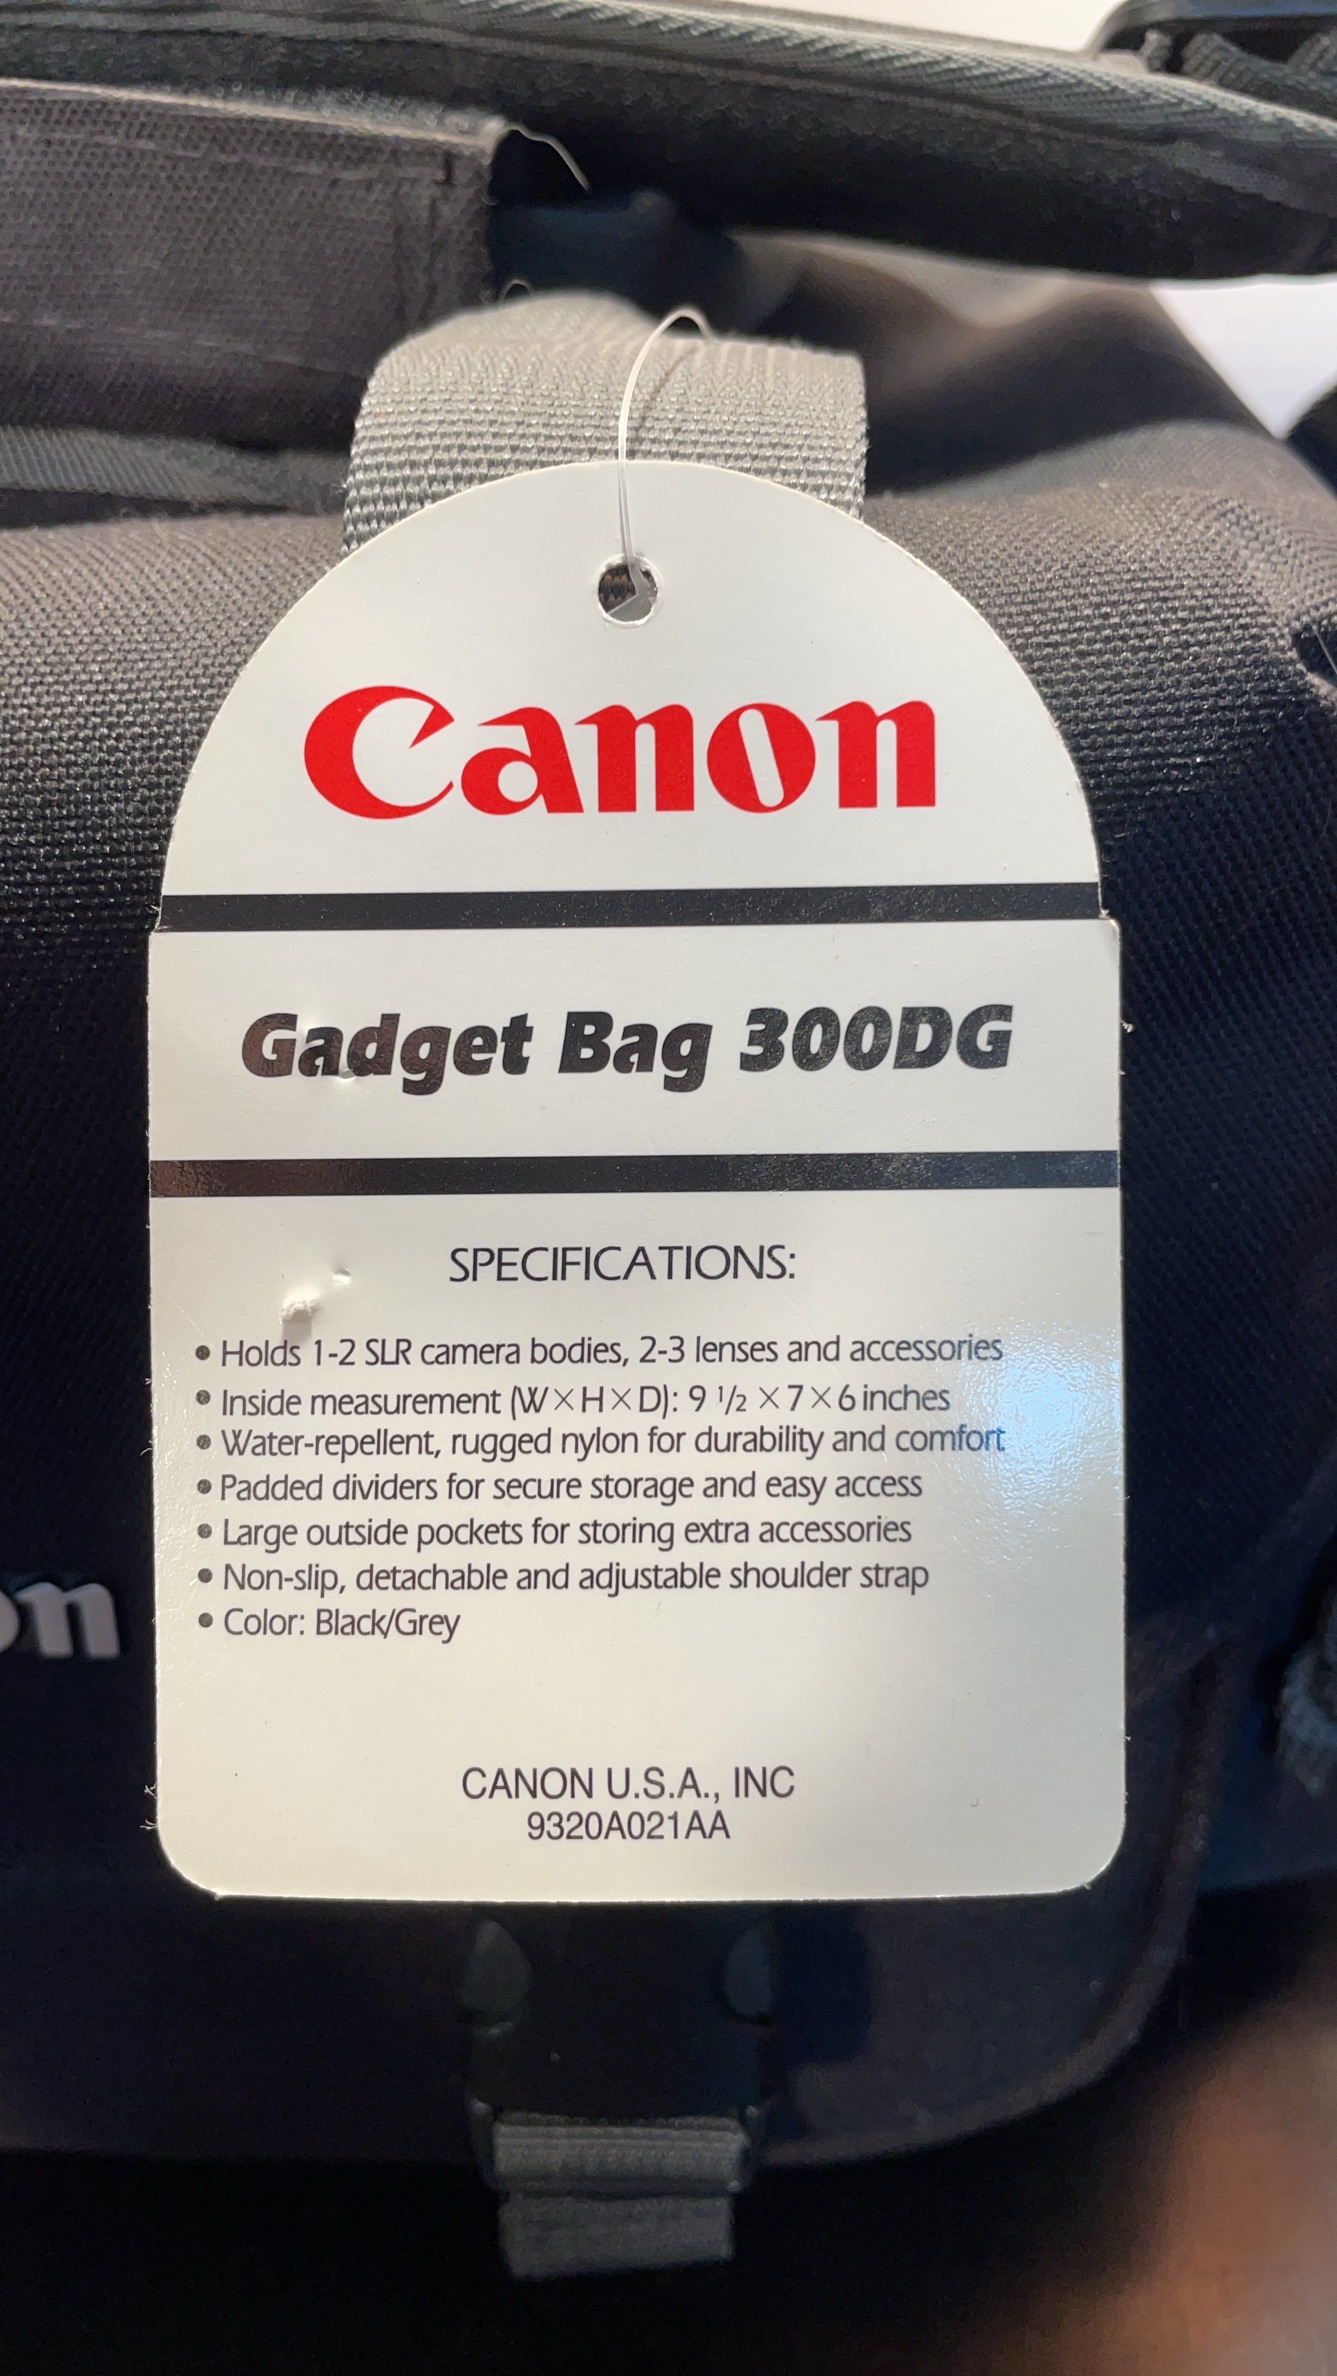 Canon
Gadget Bag 300DG
SPECIFICATIONS:
• Holds 1-2 SLR camera bodies, 2-3 lenses and accessories
• Inside measurement (W×H×D): 9 1/2 ×7×6 inches
• Water-repellent, rugged nylon for durability and comfort
• Padded dividers for secure storage and easy access
• Large outside pockets for storing extra accessories
• Non-slip, detachable and adjustable shoulder strap
• Color: Black/Grey
on
CANON U.S.A., INC
9320A021AA